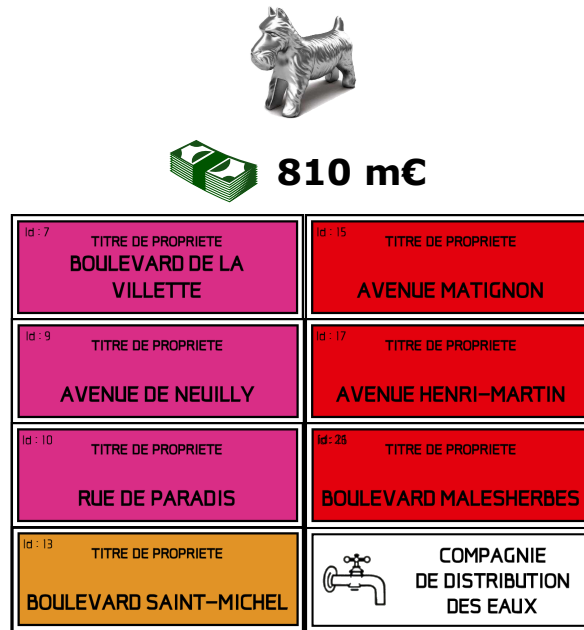 810 m€
Id : 7
TITRE DE PROPRIETE
BOULEVARD DE LA
VILLETTE
Id : 15
TITRE DE PROPRIETE
AVENUE MATIGNON
Id : 9
TITRE DE PROPRIETE
AVENUE DE NEUILLY
Id : 17
TITRE DE PROPRIETE
AVENUE HENRI-MARTIN
Id : 10
TITRE DE PROPRIETE
RUE DE PARADIS
Id :
TITRE DE PROPRIETE
BOULEVARD MALESHERBES
Id : 13
TITRE DE PROPRIETE
BOULEVARD SAINT-MICHEL
COMPAGNIE
DE DISTRIBUTION
DES EAUX